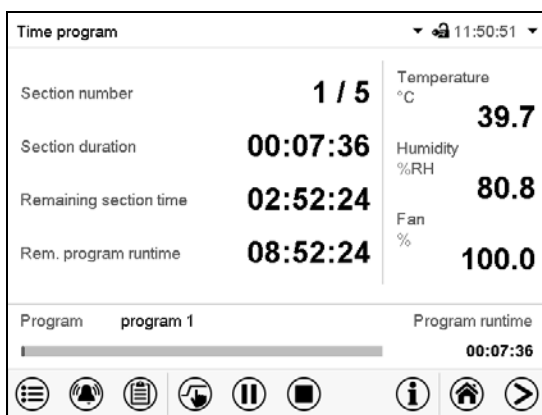 Time program 11:50:51
Section number 1 / 5
Section duration 00:07:36
Remaining section time 02:52:24
Rem. program runtime 08:52:24
Temperature
°C
39.7
Humidity
%RH
80.8
Fan
%
100.0
Program program 1 Program runtime
00:07:36